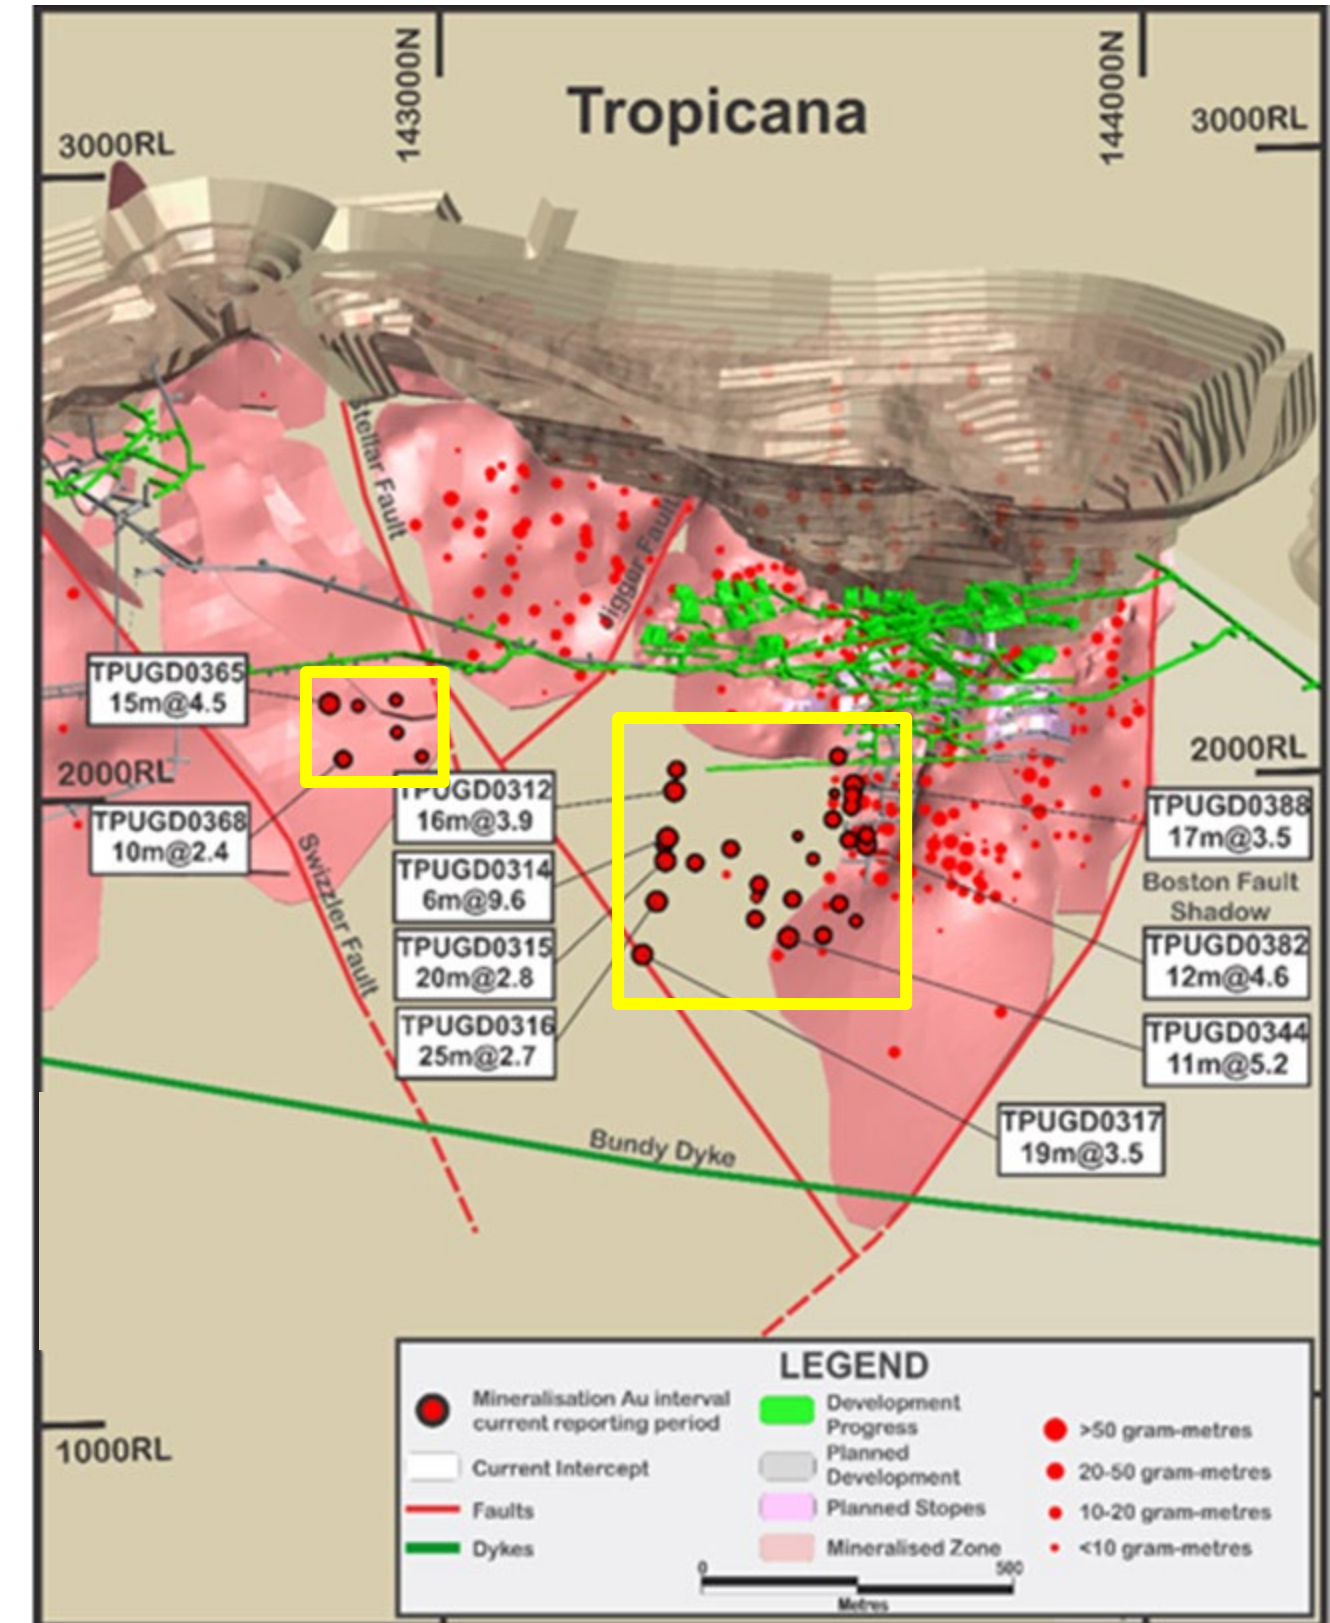 143000N
144000N
Tropicana
3000RL
3000RL
Stellar Fault
Jigger Fault
TPUGD0365
15m@4.5
2000RL
2000RL
TPUGD0368
10m@2.4
TPUGD0312
16m@3.9
TPUGD0388
17m@3.5
Swizzler Fault
TPUGD0314
6m@9.6
Boston Fault
Shadow
TPUGD0315
20m@2.8
TPUGD0382
12m@4.6
TPUGD0316
25m@2.7
TPUGD0344
11m@5.2
TPUGD0317
19m@3.5
Bundy Dyke
1000RL
LEGEND
Mineralisation Au interval
current reporting period
Current Intercept
Faults
Dykes
Development
Progress
Planned
Development
Planned Stopes
Mineralised Zone
>50 gram-metres
20-50 gram-metres
10-20 gram-metres
<10 gram-metres
0
500
Metres